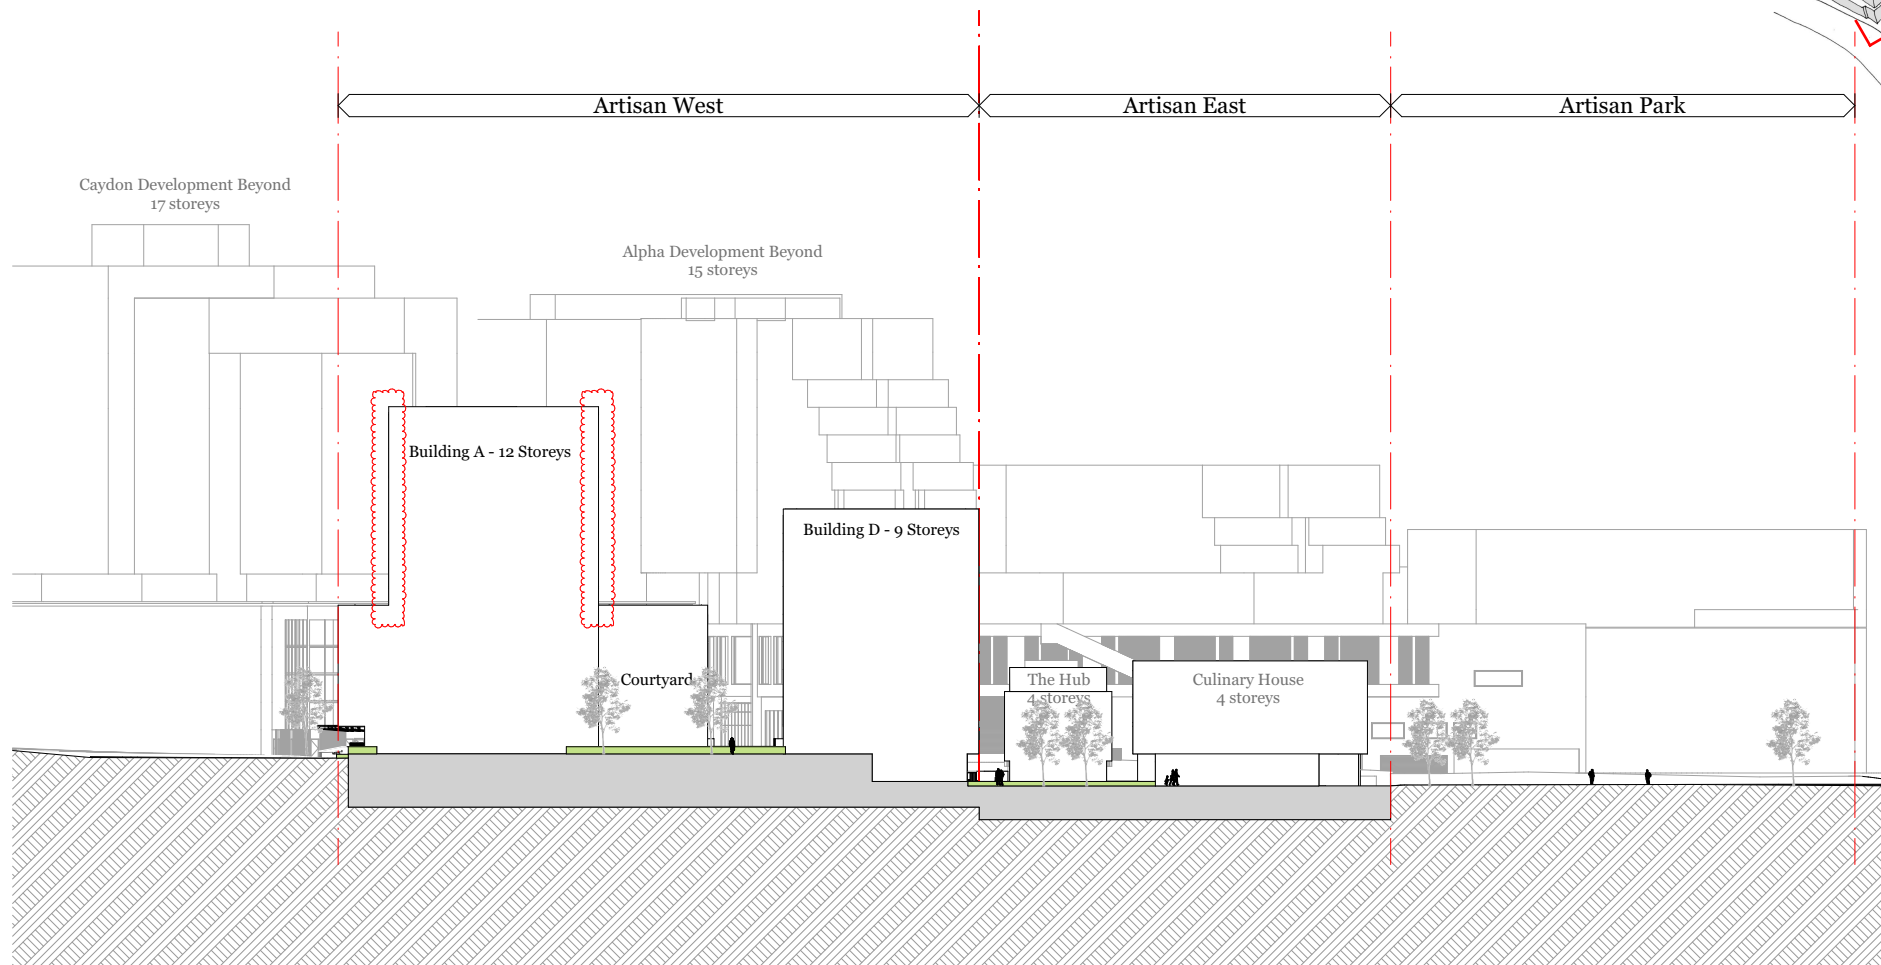 Artisan West
Artisan East
Artisan Park
Caydon Development Beyond
17 storeys
Alpha Development Beyond
15 storeys
Building A - 12 Storeys
Building D - 9 Storeys
Courtyard
The Hub
4 storeys
Culinary House
4 storeys